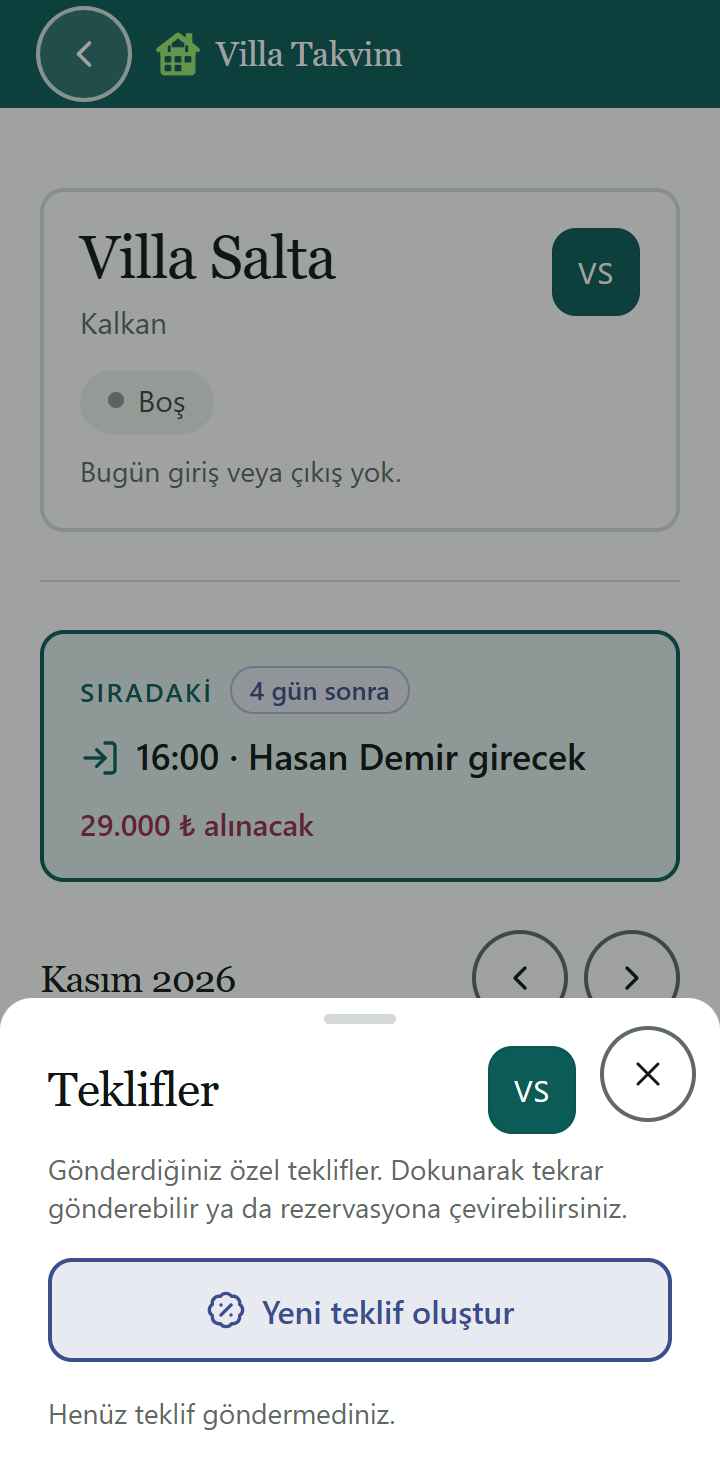 Villa Takvim
Villa Salta
VS
Kalkan
Boş
Bugün giriş veya çıkış yok.
SIRADAKİ
4 gün sonra
16:00 · Hasan Demir girecek
29.000 ₺ alınacak
Kasım 2026
Teklifler
VS
Gönderdiğiniz özel teklifler. Dokunarak tekrar
gönderebilir ya da rezervasyona çevirebilirsiniz.
Yeni teklif oluştur
Henüz teklif göndermediniz.